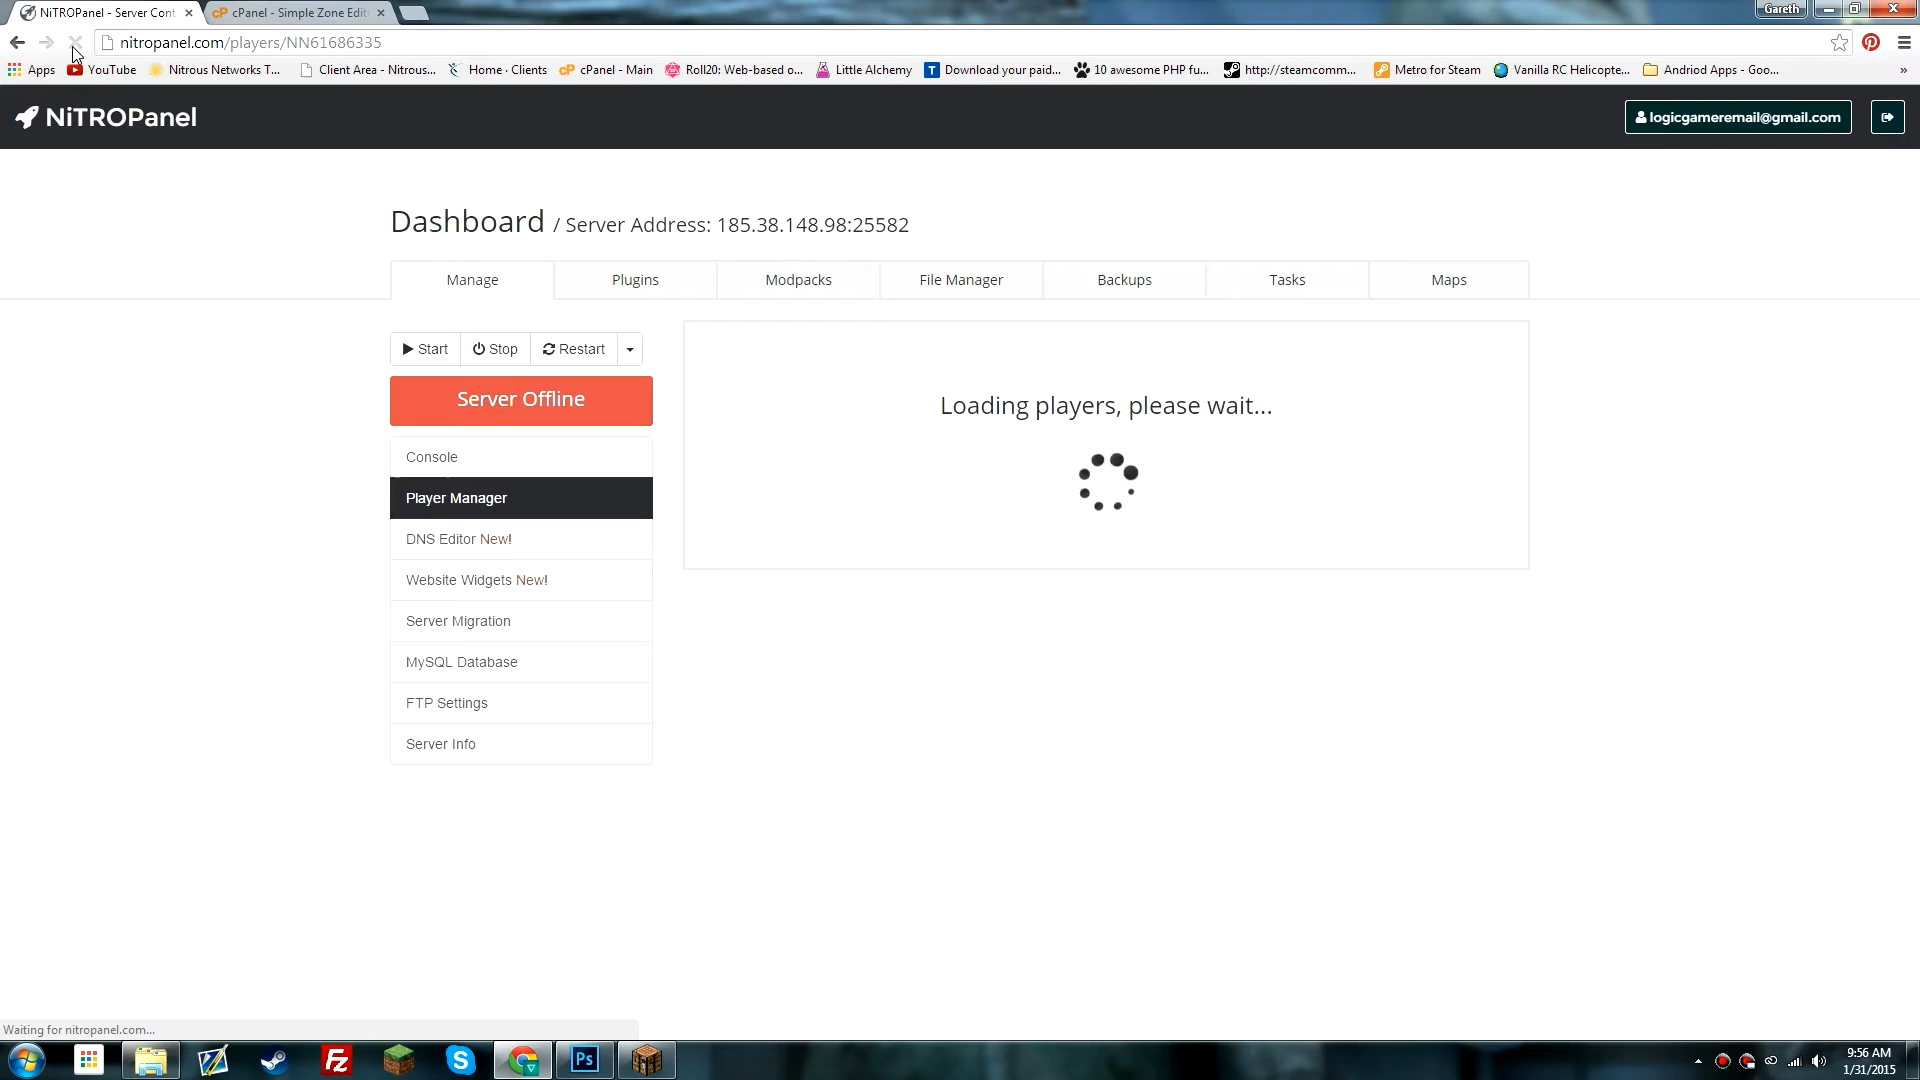 NiTROPanel - Server Cont
cPanel - Simple Zone Edit
Gareth
nitropanel.com/players/NN61686335
Apps
YouTube
Nitrous Networks T...
Client Area - Nitrous...
Home · Clients
cP cPanel - Main
Roll20: Web-based o...
Little Alchemy
Download your paid...
10 awesome PHP fu...
http://steamcomm...
Metro for Steam
Vanilla RC Helicopte...
Andriod Apps - Goo...
»
NiTROPanel
logicgameremail@gmail.com
Dashboard / Server Address: 185.38.148.98:25582
Manage
Plugins
Modpacks
File Manager
Backups
Tasks
Maps
Start
Stop
Restart
Server Offline
Loading players, please wait...
Console
Player Manager
DNS Editor New!
Website Widgets New!
Server Migration
MySQL Database
FTP Settings
Server Info
Waiting for nitropanel.com...
Fz
S
Ps
9:56 AM
1/31/2015